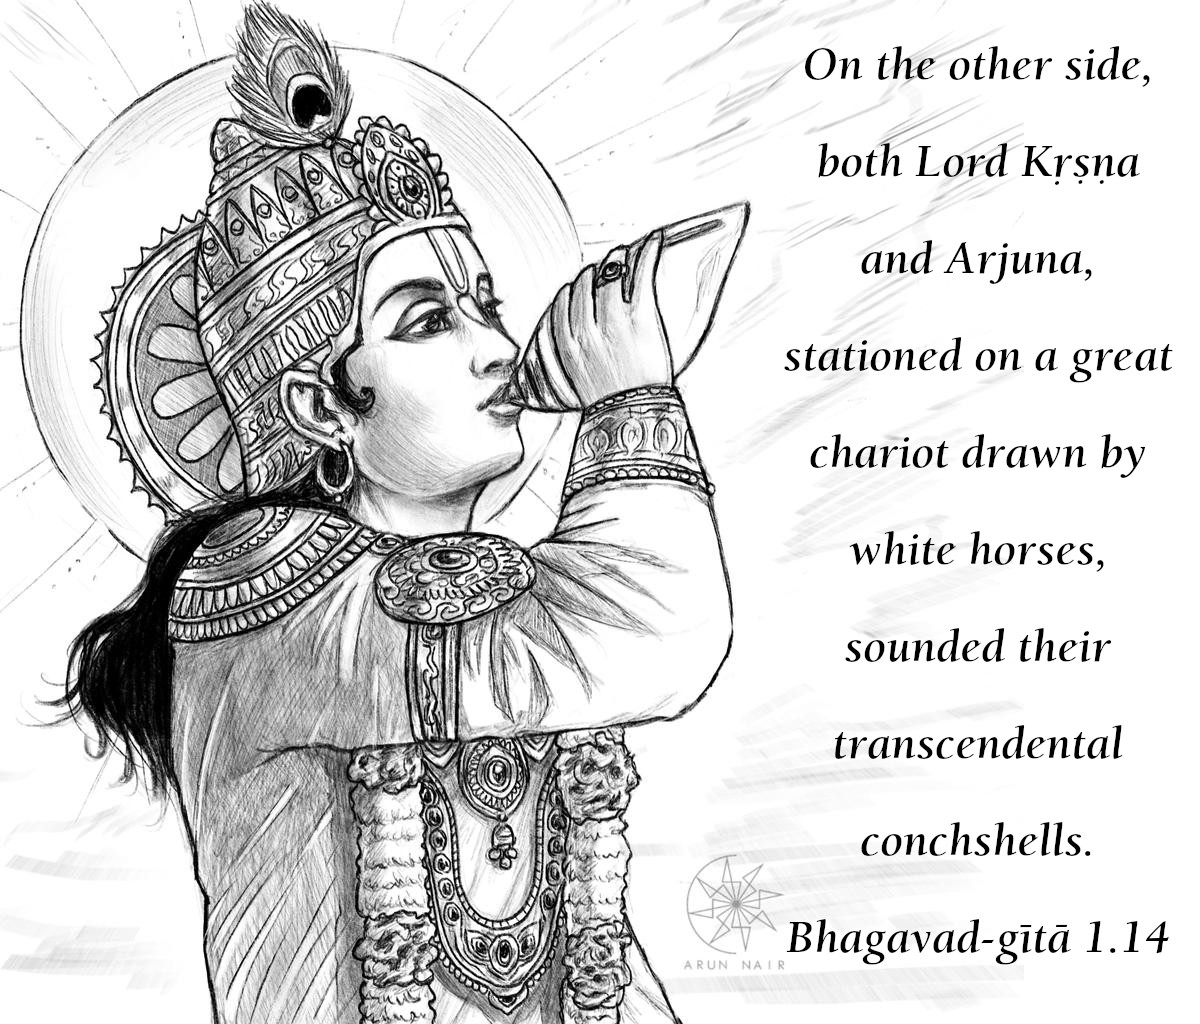 On the other side,
both Lord Kṛṣṇa
and Arjuna,
stationed on a great
chariot drawn by
white horses,
sounded their
transcendental
conchshells.
Bhagavad-gītā 1.14
ARUN NAIR